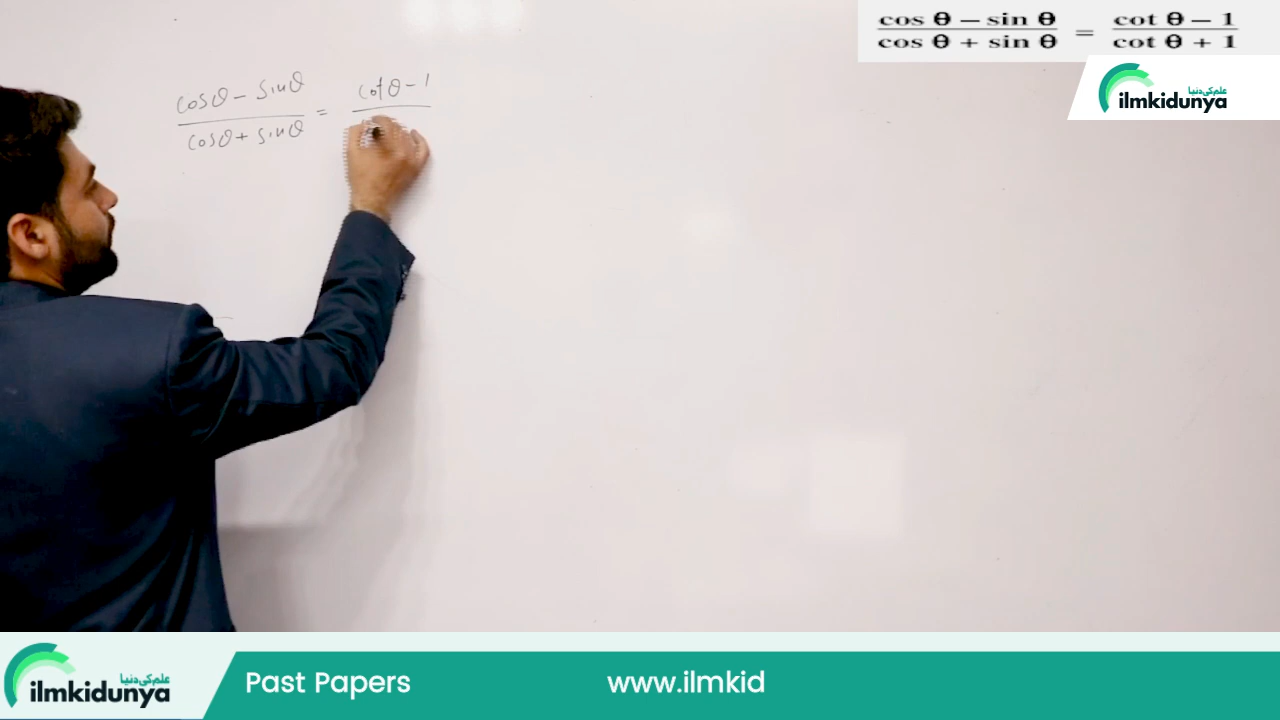 cos θ − sin θ / cos θ + sin θ = cot θ − 1 / cot θ + 1
علم کی دنیا
ilmkidunya
cosθ − sinθ / cosθ + sinθ = cotθ − 1
علم کی دنیا
ilmkidunya
Past Papers
www.ilmkid